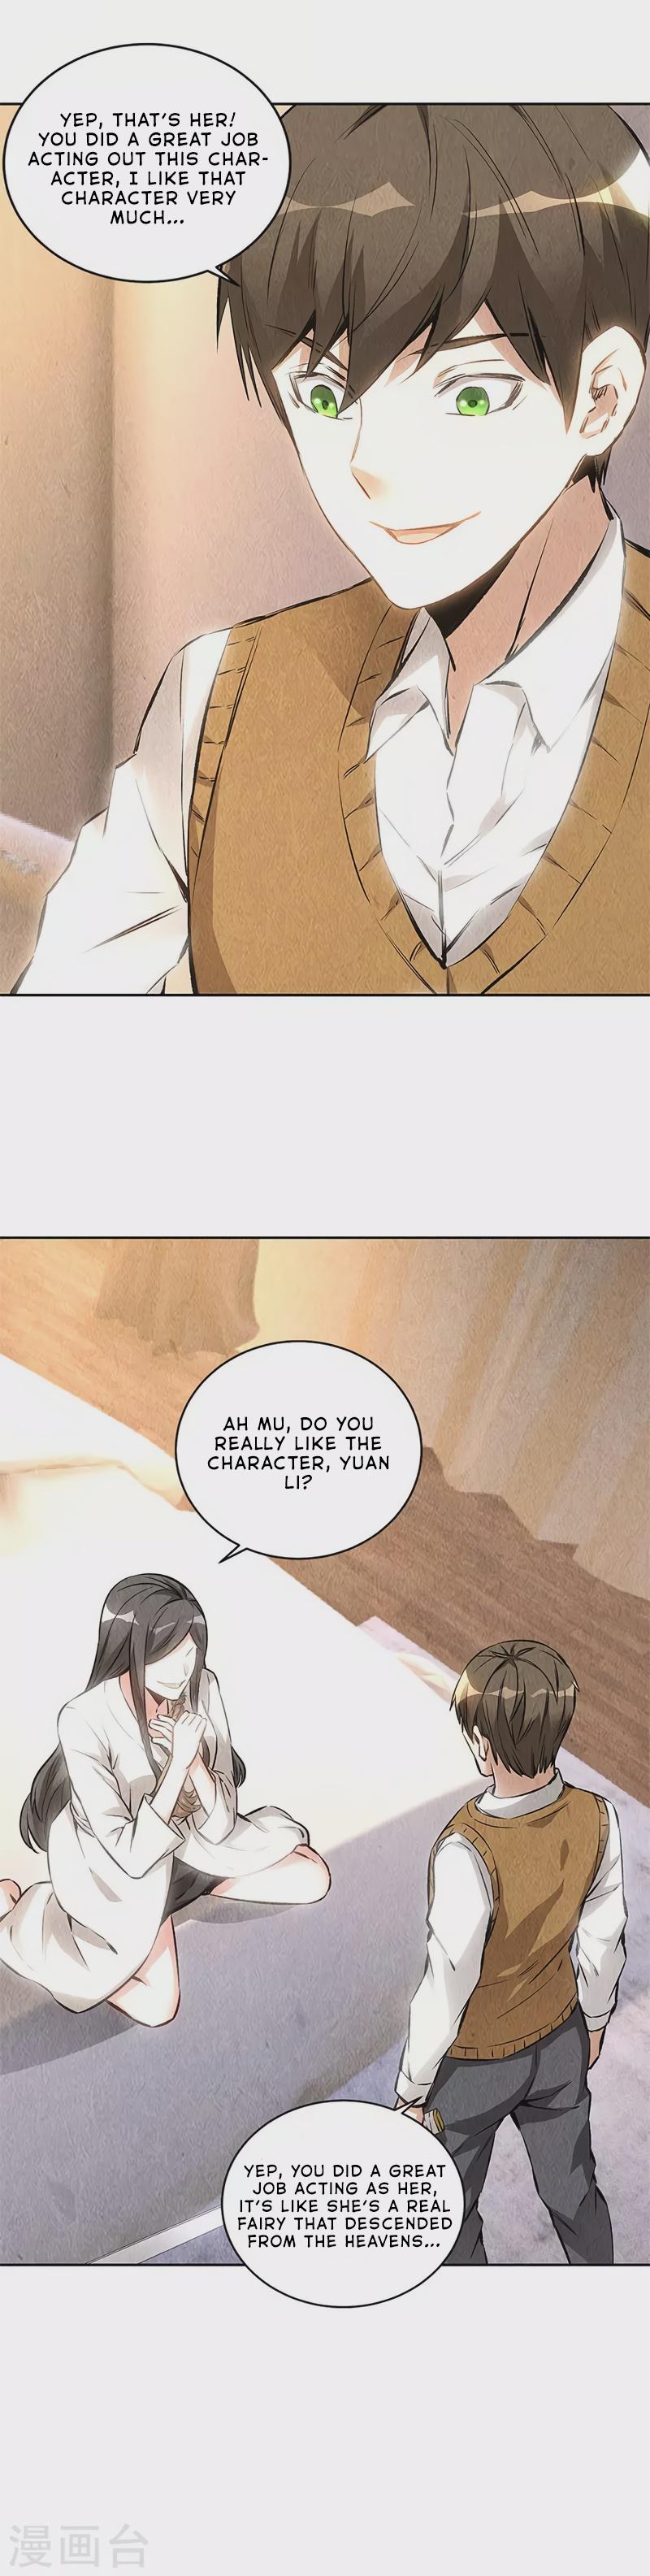 YEP, THAT'S HER!
YOU DID A GREAT JOB
ACTING OUT THIS CHAR-
ACTER, I LIKE THAT
CHARACTER VERY
MUCH...
AH MU, DO YOU
REALLY LIKE THE
CHARACTER, YUAN
LI?
YEP, YOU DID A GREAT
JOB ACTING AS HER,
IT'S LIKE SHE'S A REAL
FAIRY THAT DESCENDED
FROM THE HEAVENS...
漫画台